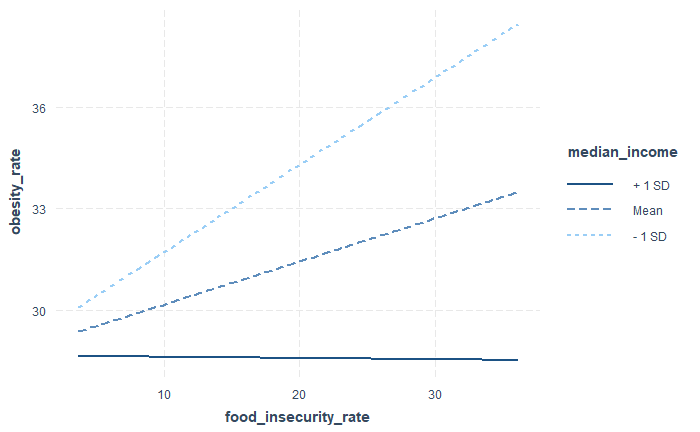 obesity_rate
36
33
30
10
20
30
food_insecurity_rate
median_income
+ 1 SD
Mean
- 1 SD